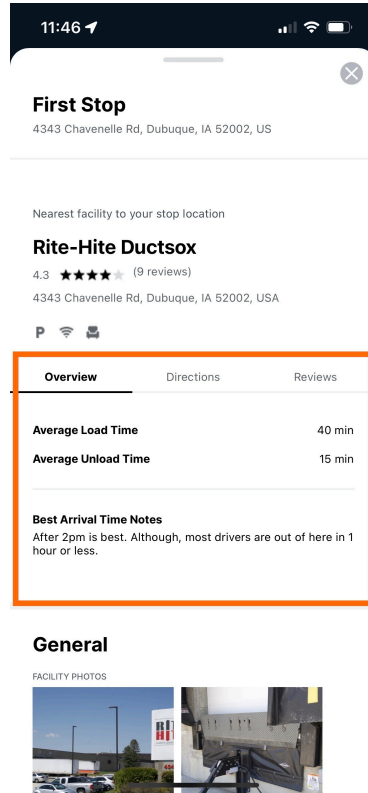 11:46
First Stop
4343 Chavenelle Rd, Dubuque, IA 52002, US
Nearest facility to your stop location
Rite-Hite Ductsox
4.3 ★★★★★ (9 reviews)
4343 Chavenelle Rd, Dubuque, IA 52002, USA
P
Overview Directions Reviews
Average Load Time 40 min
Average Unload Time 15 min
Best Arrival Time Notes
After 2pm is best. Although, most drivers are out of here in 1
hour or less.
General
FACILITY PHOTOS